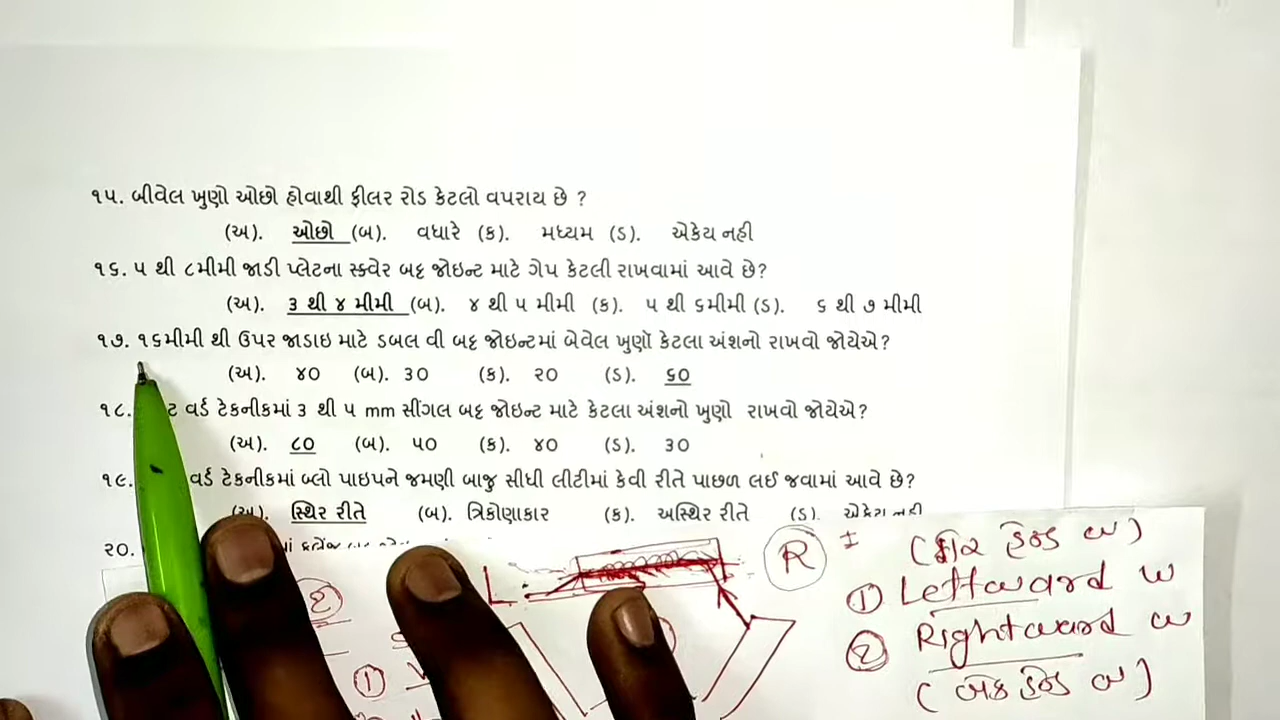 ૧૫. બીવેલ ખુણો ઓછો હોવાથી ફીલર રોડ કેટલો વપરાય છે ?
(અ). ઓછો (બ). વધારે (ક). મધ્યમ (ડ). એકેય નહી
૧૬. ૫ થી ૮મીમી જાડી પ્લેટના સ્ક્વેર બટ્ટ જોઇન્ટ માટે ગેપ કેટલી રાખવામાં આવે છે?
(અ). ૩ થી ૪ મીમી (બ). ૪ થી ૫ મીમી (ક). ૫ થી ૬મીમી (ડ). ૬ થી ૭ મીમી
૧૭. ૧૬મીમી થી ઉપર જાડાઇ માટે ડબલ વી બટ્ટ જોઇન્ટમાં બેવેલ ખુણૉ કેટલા અંશનો રાખવો જોયેએ?
(અ). ૪૦ (બ). ૩૦ (ક). ૨૦ (ડ). ૬૦
૧૮. વર્ડ ટેકનીકમાં ૩ થી ૫ mm સીંગલ બટ્ટ જોઇન્ટ માટે કેટલા અંશનો ખુણો રાખવો જોયેએ?
(અ). ૮૦ (બ). ૫૦ (ક). ૪૦ (ડ). ૩૦
૧૯. વર્ડ ટેકનીકમાં બ્લો પાઇપને જમણી બાજુ સીધી લીટીમાં કેવી રીતે પાછળ લઈ જવામાં આવે છે?
(અ). સ્થિર રીતે (બ). ત્રિકોણાકાર (ક). અસ્થિર રીતે (ડ). એકેય નહી
૨૦.
L R
(ફોર હેન્ડ w)
① Leftward w
② Rightward w
(બેક હેન્ડ w)
①